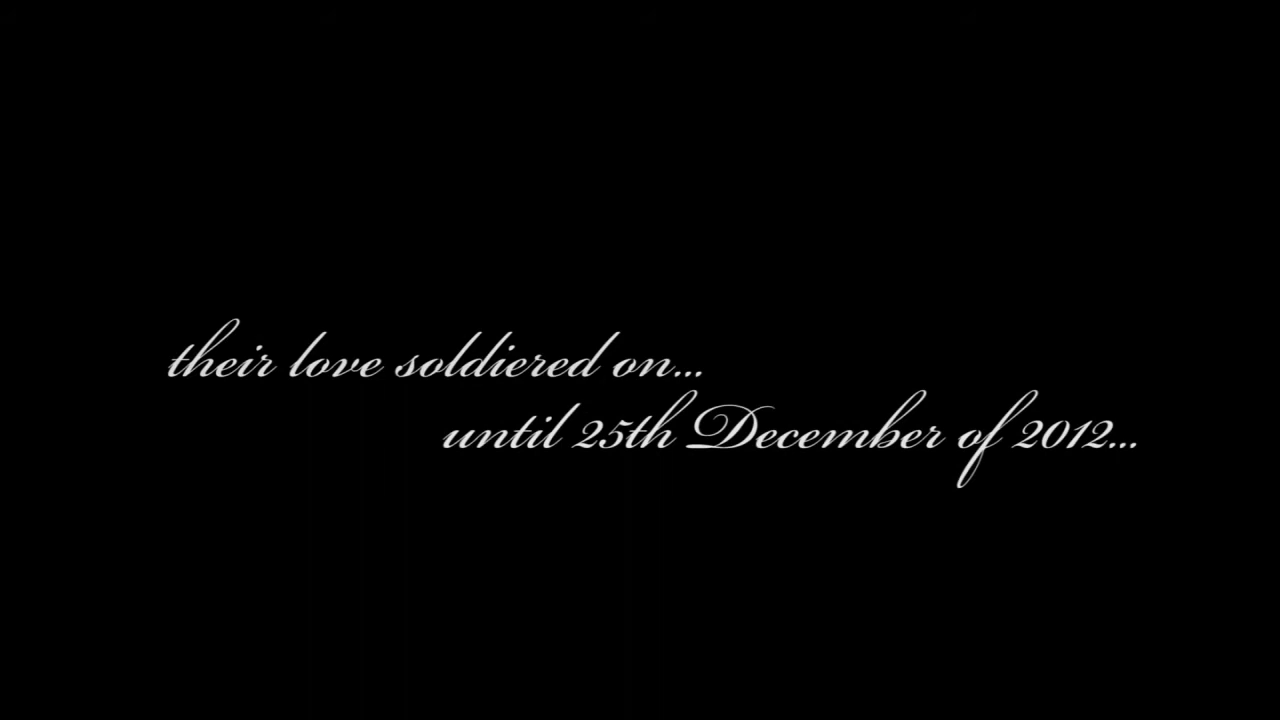 their love soldiered on...
until 25th December of 2012...